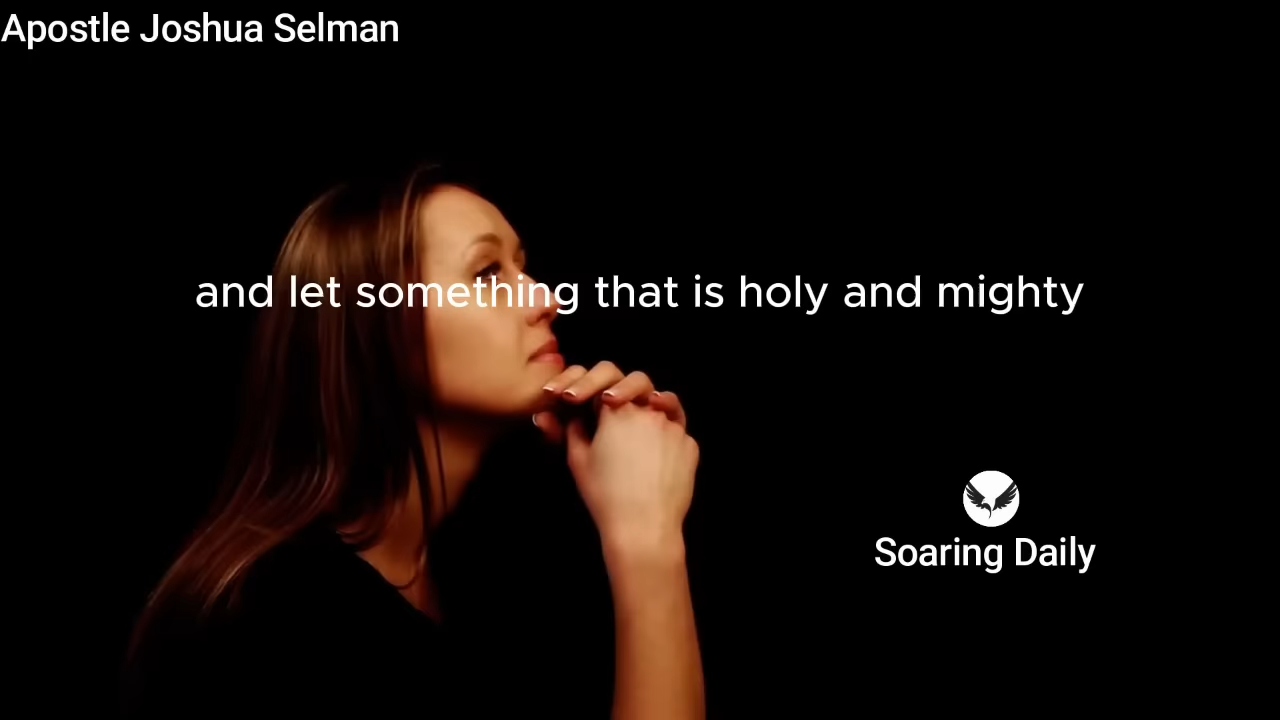 Apostle Joshua Selman
and let something that is holy and mighty
Soaring Daily